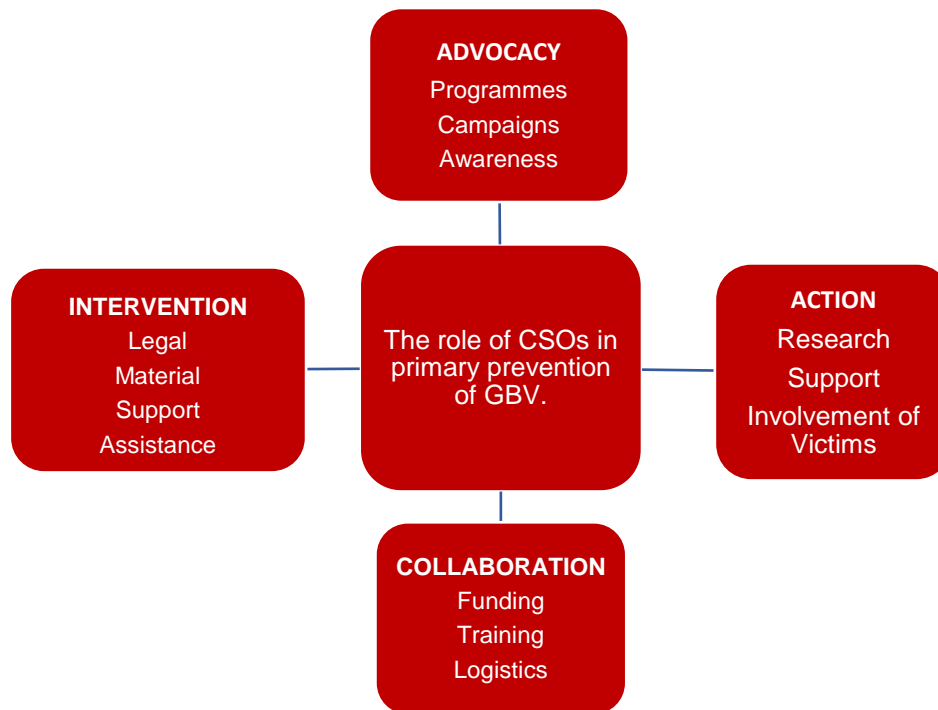 ADVOCACY
Programmes
Campaigns
Awareness
INTERVENTION
Legal
Material
Support
Assistance
The role of CSOs in
primary prevention
of GBV.
ACTION
Research
Support
Involvement of
Victims
COLLABORATION
Funding
Training
Logistics